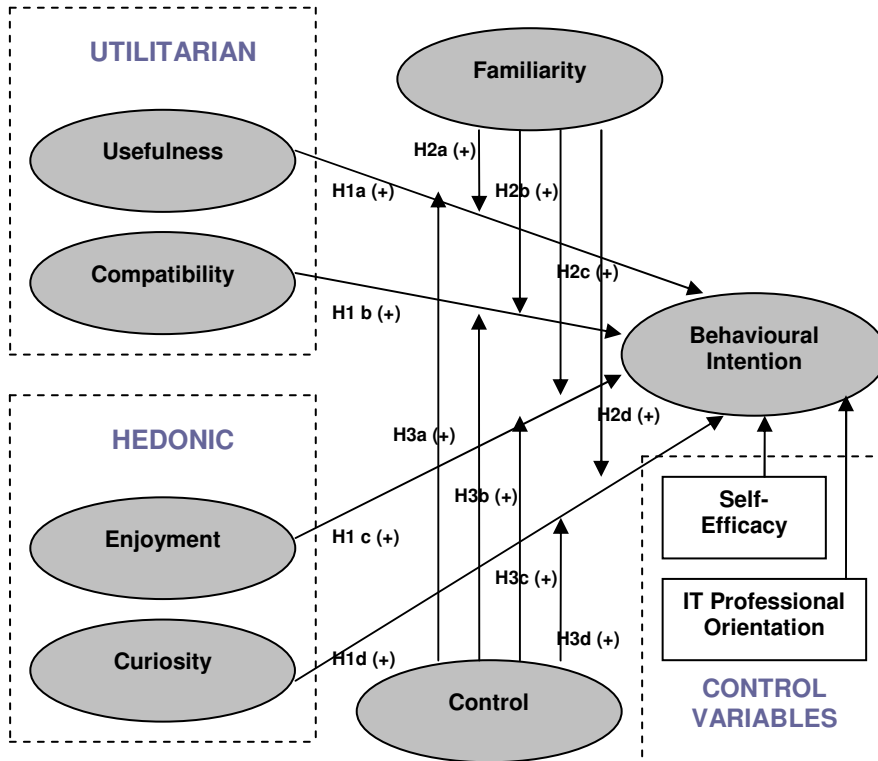 UTILITARIAN
Familiarity
Usefulness
H2a (+)
H1a (+)
H2b (+)
Compatibility
H2c (+)
H1 b (+)
Behavioural
Intention
HEDONIC
H3a (+)
H2d (+)
H3b (+)
Self-
Efficacy
Enjoyment
H1 c (+)
H3c (+)
IT Professional
Orientation
H3d (+)
Curiosity
H1d (+)
Control
CONTROL
VARIABLES